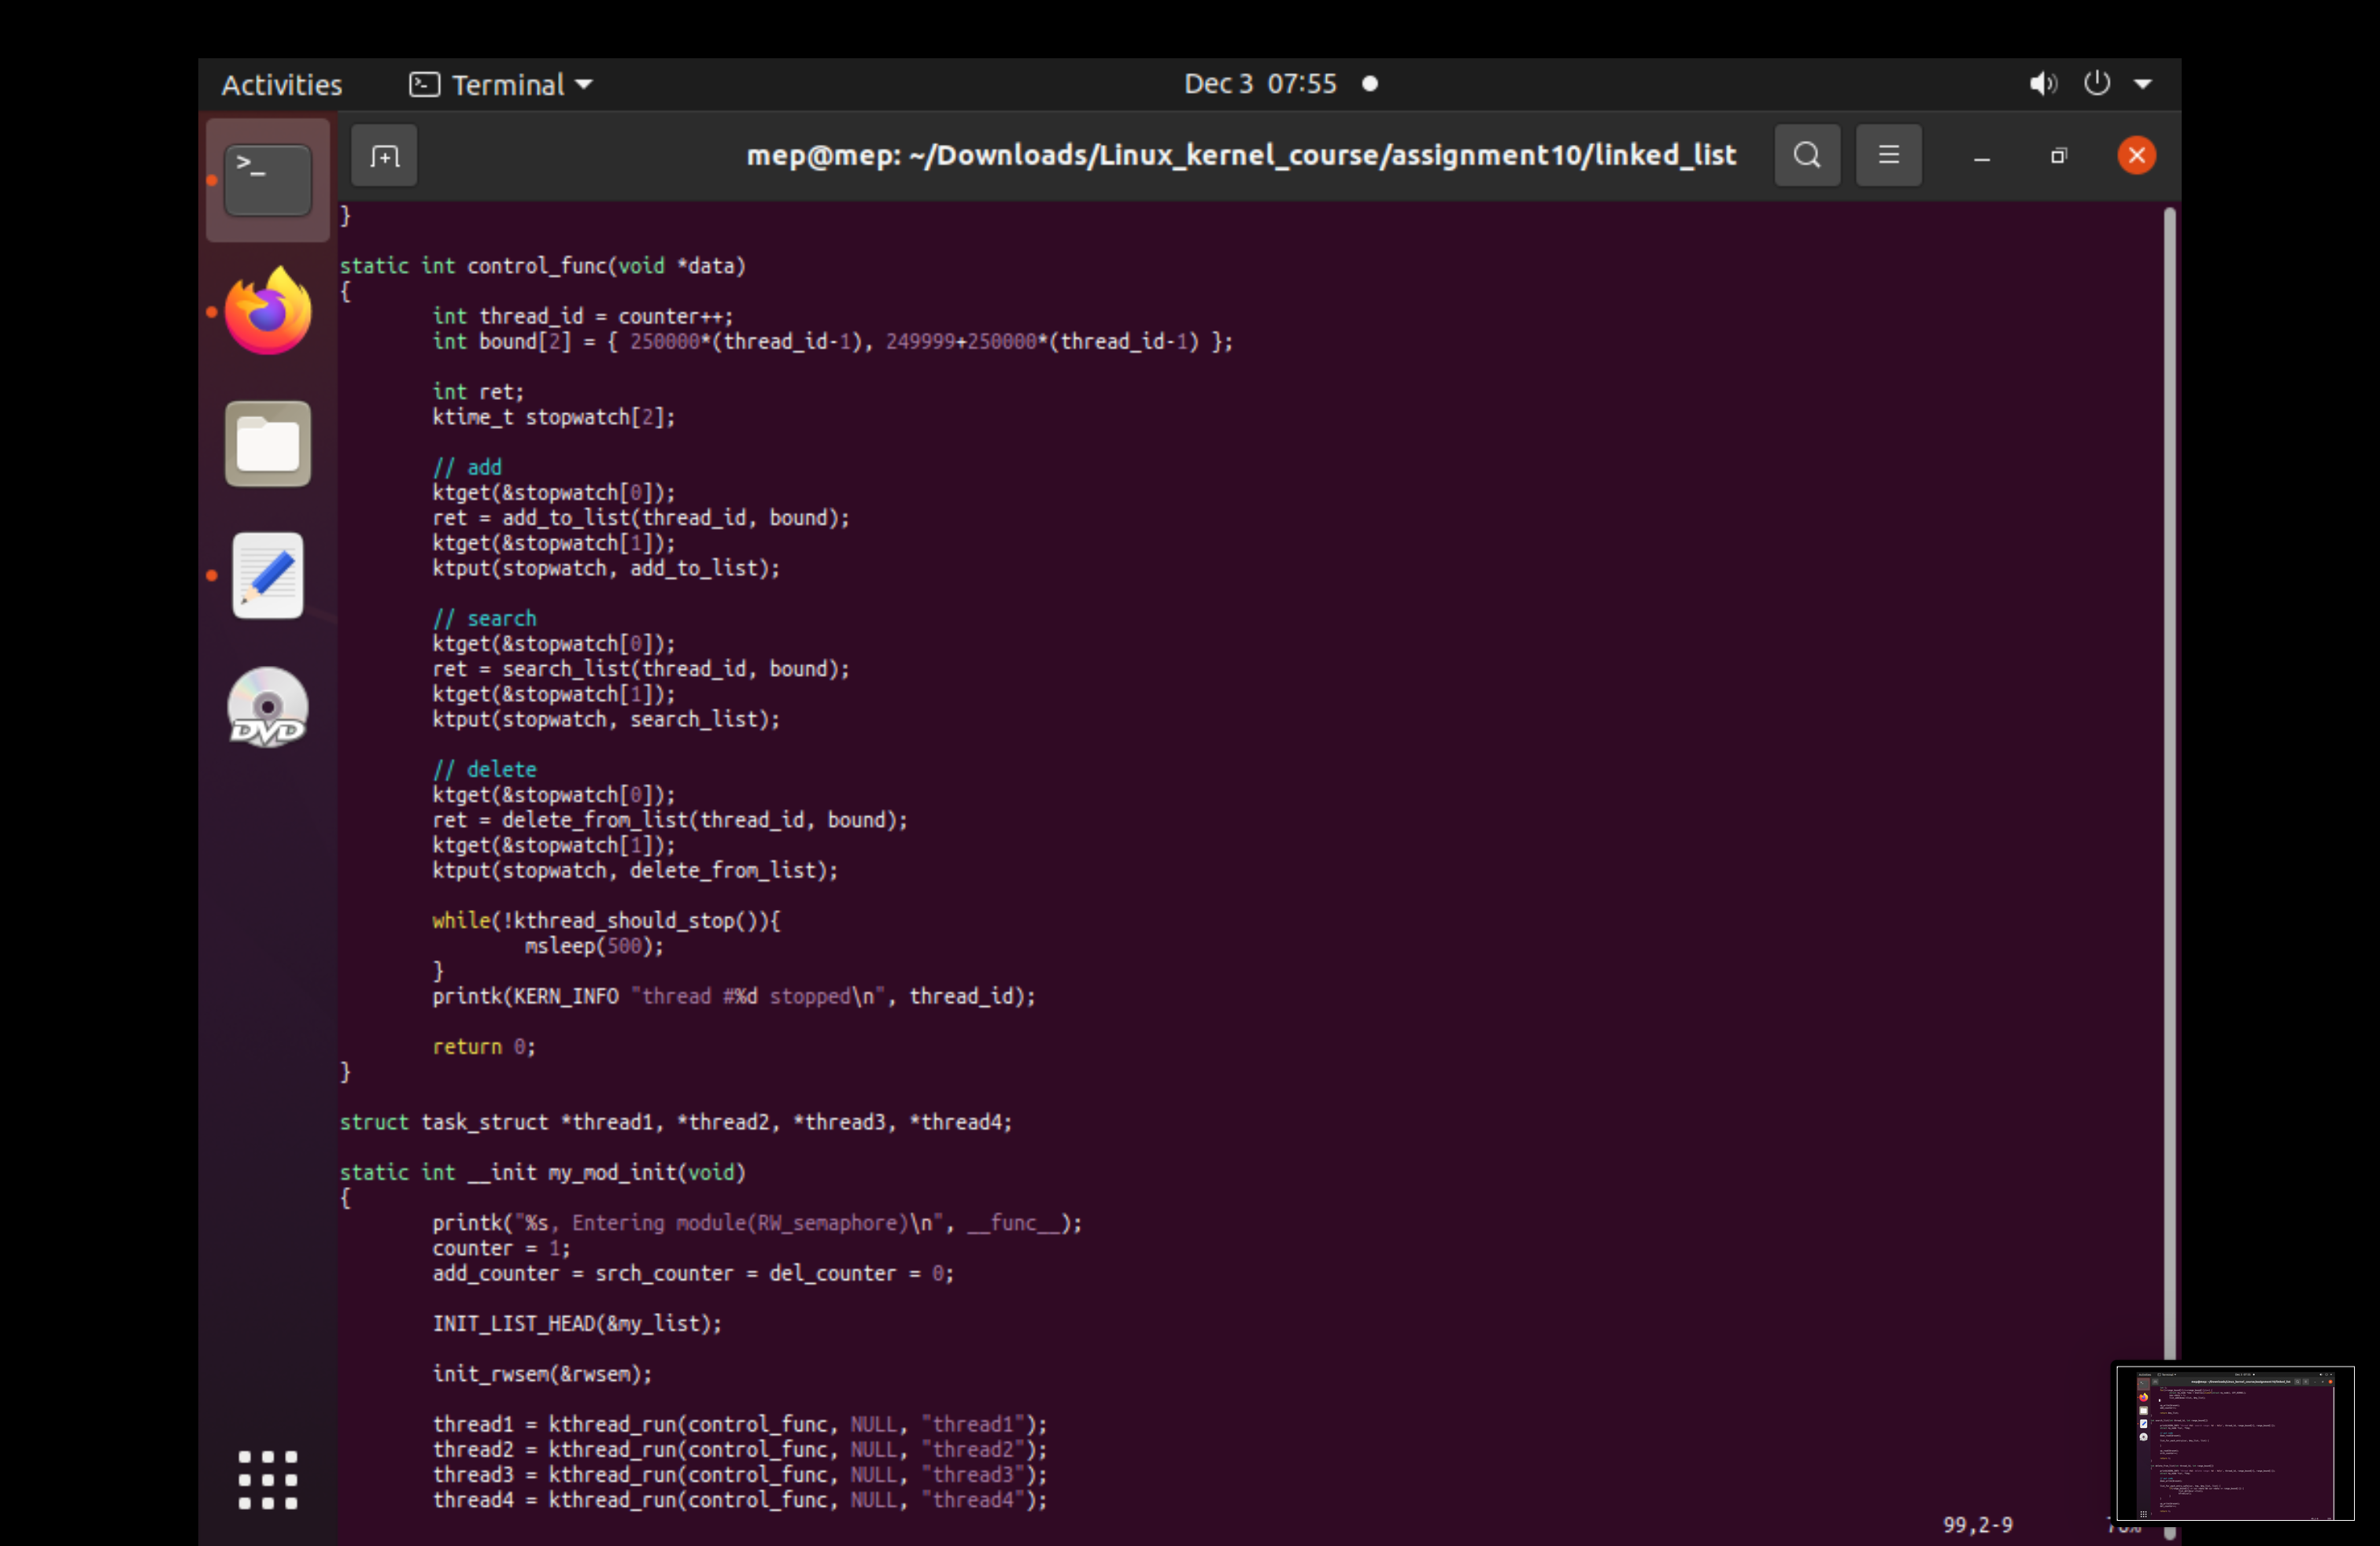 Activities
Terminal
Dec 3 07:55
mep@mep: ~/Downloads/Linux_kernel_course/assignment10/linked_list
}
static int control_func(void *data)
{
int thread_id = counter++;
int bound[2] = { 250000*(thread_id-1), 249999+250000*(thread_id-1) };
int ret;
ktime_t stopwatch[2];
// add
ktget(&stopwatch[0]);
ret = add_to_list(thread_id, bound);
ktget(&stopwatch[1]);
ktput(stopwatch, add_to_list);
// search
ktget(&stopwatch[0]);
ret = search_list(thread_id, bound);
ktget(&stopwatch[1]);
ktput(stopwatch, search_list);
// delete
ktget(&stopwatch[0]);
ret = delete_from_list(thread_id, bound);
ktget(&stopwatch[1]);
ktput(stopwatch, delete_from_list);
while(!kthread_should_stop()){
msleep(500);
}
printk(KERN_INFO "thread #%d stopped\n", thread_id);
return 0;
}
struct task_struct *thread1, *thread2, *thread3, *thread4;
static int __init my_mod_init(void)
{
printk("%s, Entering module(RW_semaphore)\n", __func__);
counter = 1;
add_counter = srch_counter = del_counter = 0;
INIT_LIST_HEAD(&my_list);
init_rwsem(&rwsem);
thread1 = kthread_run(control_func, NULL, "thread1");
thread2 = kthread_run(control_func, NULL, "thread2");
thread3 = kthread_run(control_func, NULL, "thread3");
thread4 = kthread_run(control_func, NULL, "thread4");
99,2-9
DVD